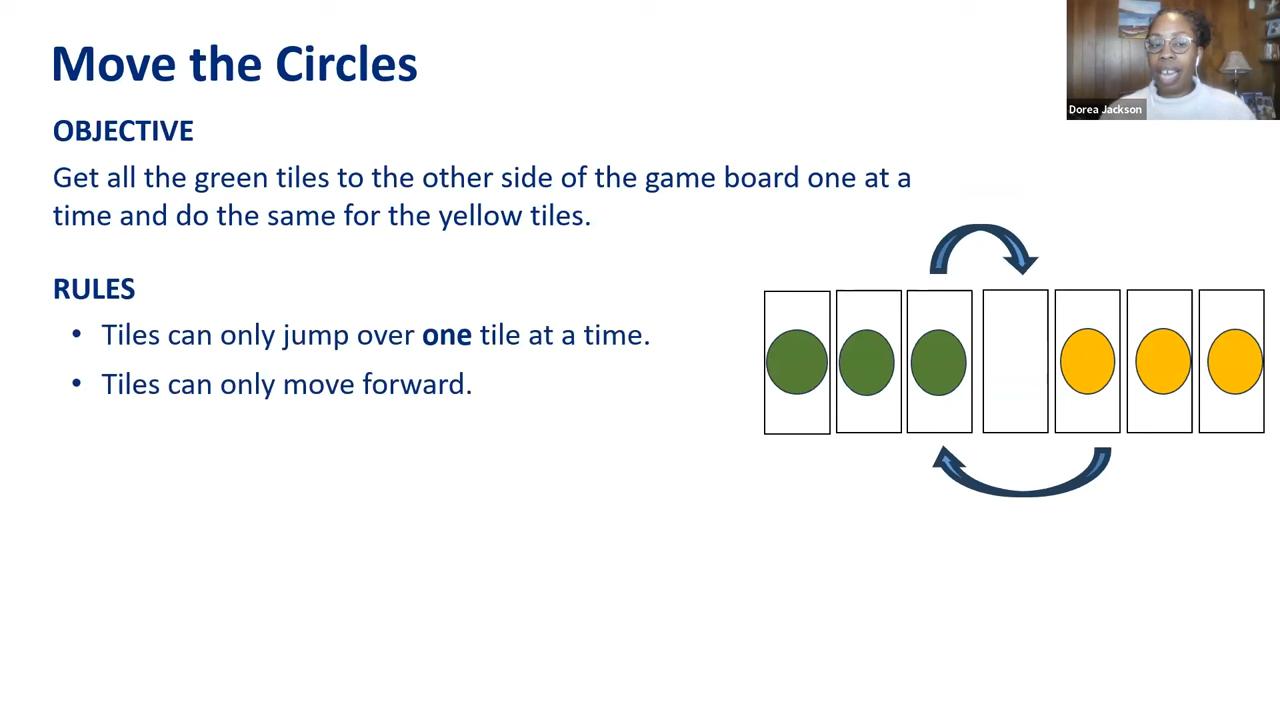 Move the Circles
Dorea Jackson
OBJECTIVE
Get all the green tiles to the other side of the game board one at a
time and do the same for the yellow tiles.
RULES
• Tiles can only jump over one tile at a time.
• Tiles can only move forward.